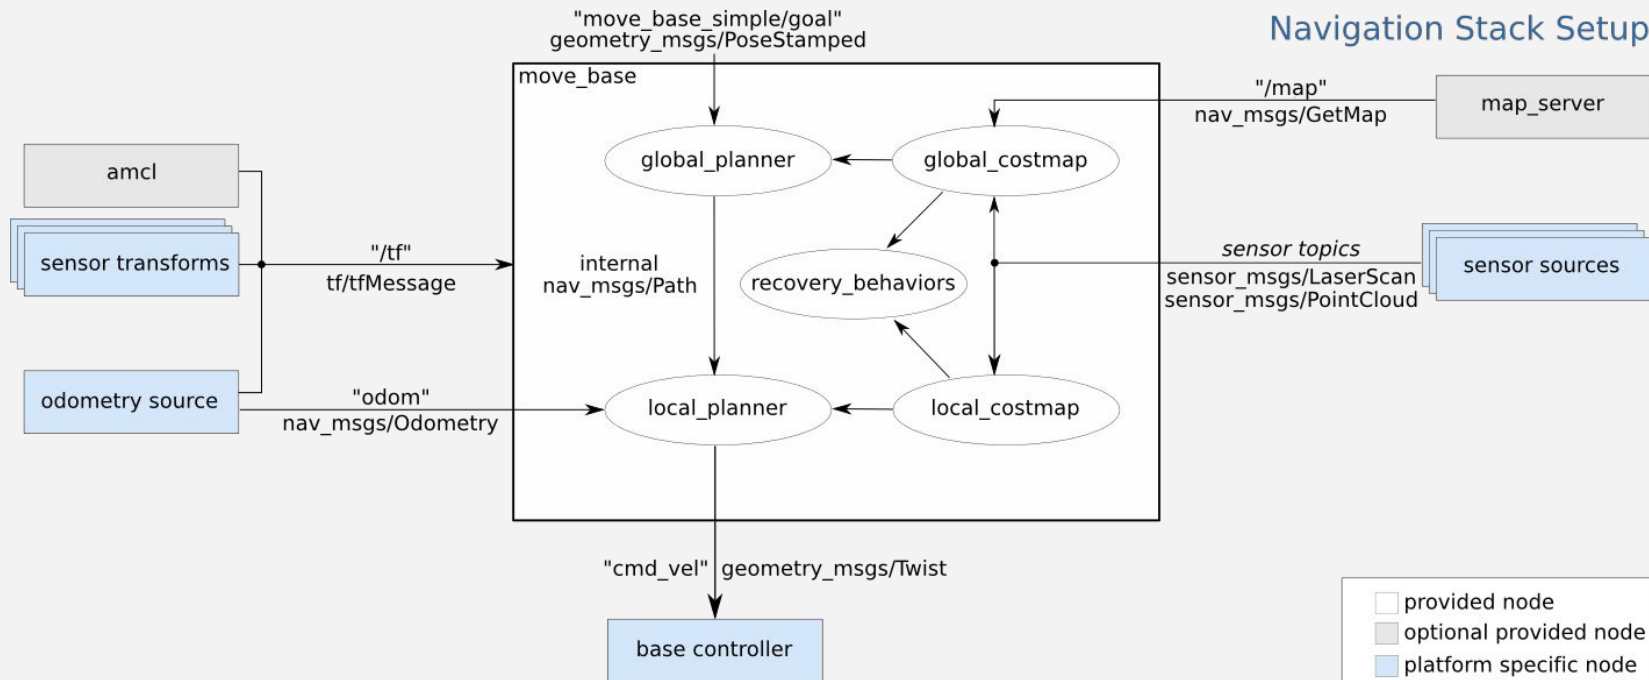 Navigation Stack Setup
"move_base_simple/goal"
geometry_msgs/PoseStamped
move_base
"/map"
nav_msgs/GetMap
map_server
global_planner
global_costmap
amcl
sensor transforms
"/tf"
tf/tfMessage
internal
nav_msgs/Path
recovery_behaviors
sensor topics
sensor_msgs/LaserScan
sensor_msgs/PointCloud
sensor sources
odometry source
"odom"
nav_msgs/Odometry
local_planner
local_costmap
"cmd_vel" geometry_msgs/Twist
base controller
provided node
optional provided node
platform specific node